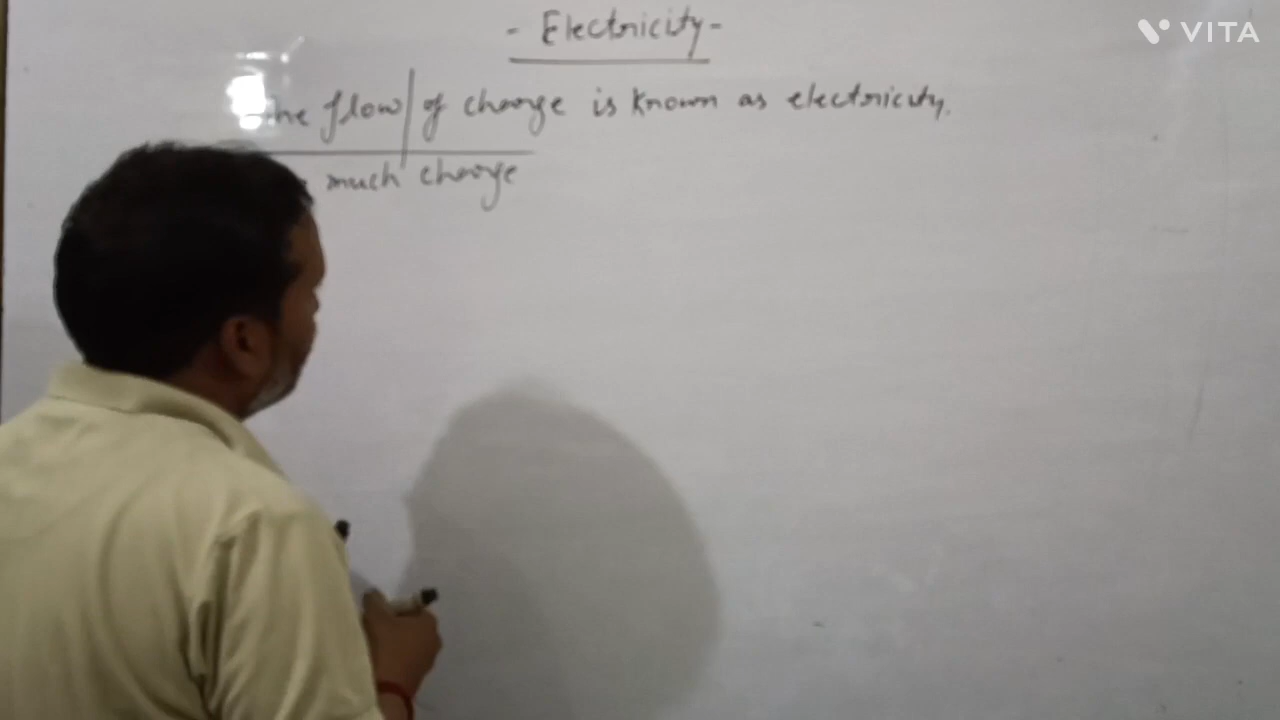 - Electricity -
VITA
The flow of charge is known as electricity.
much charge